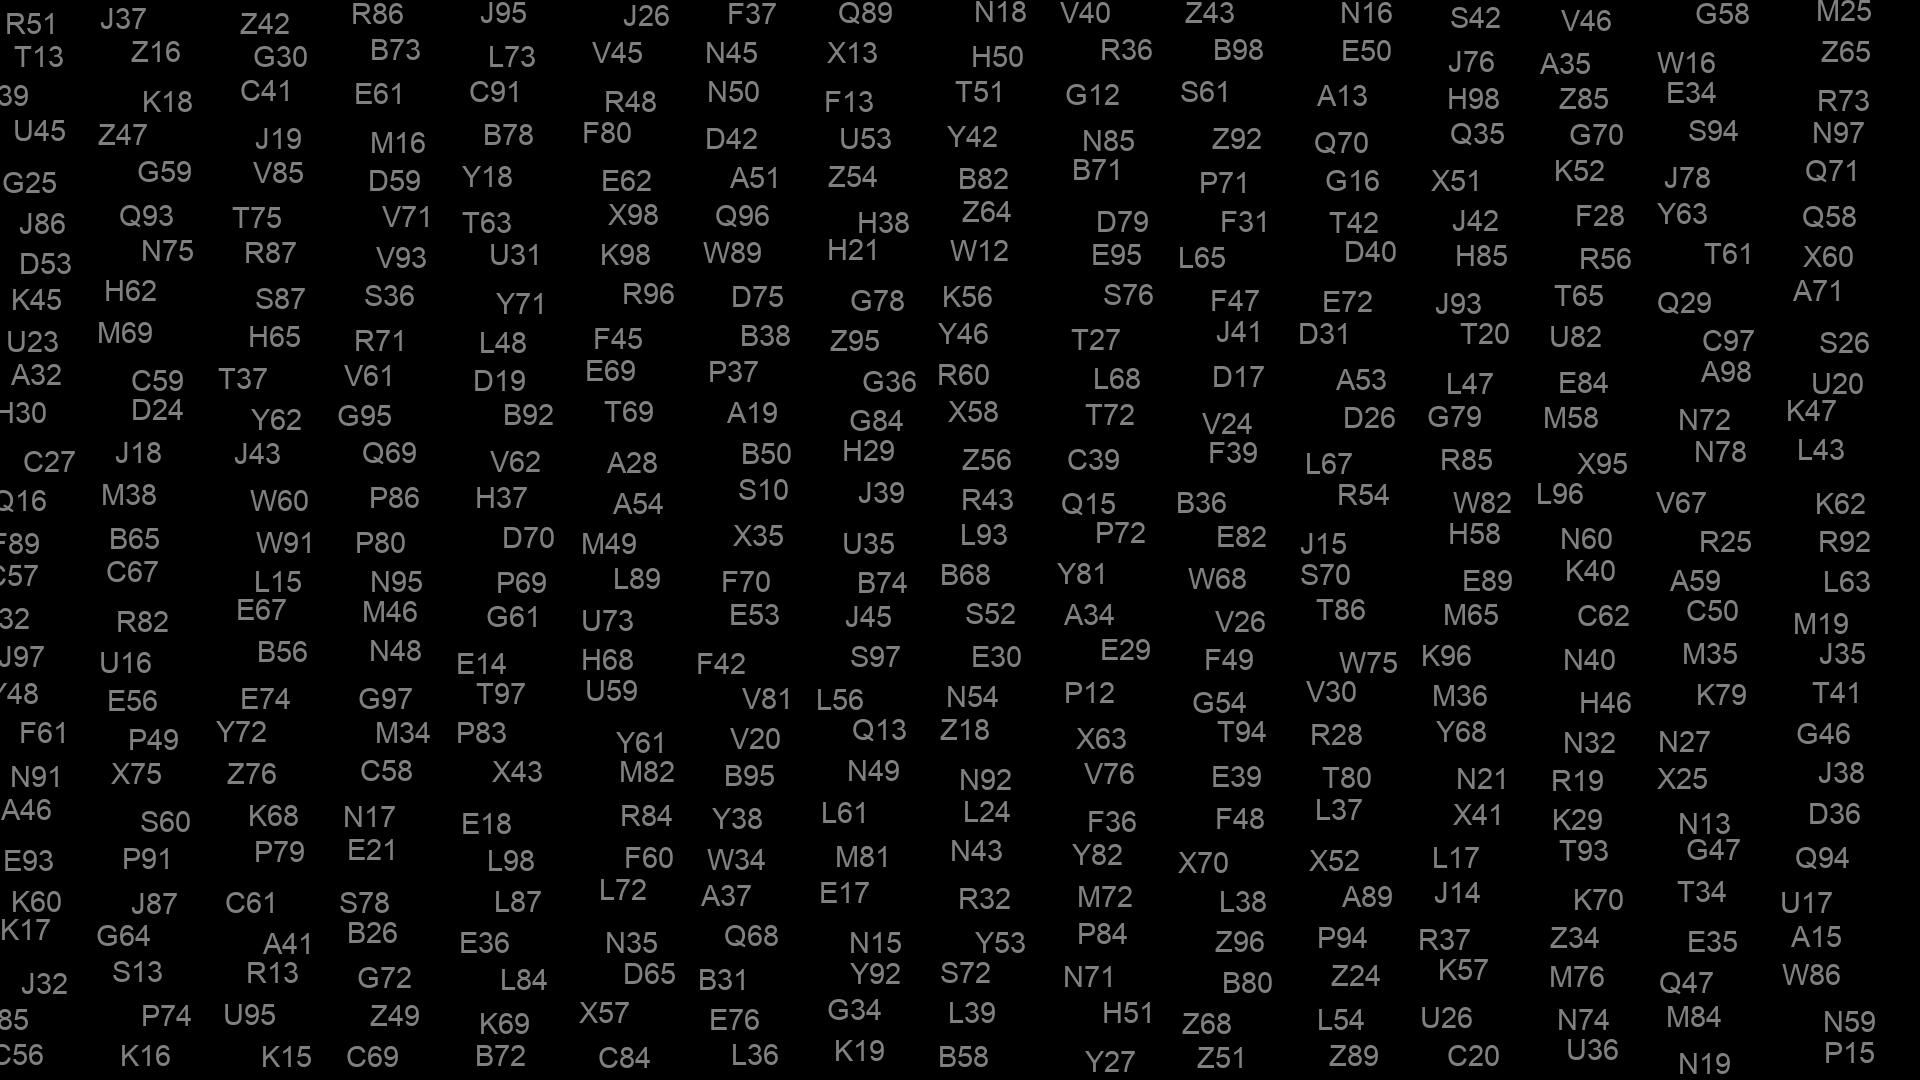 R51 J37 Z42 R86 J95 J26 F37 Q89 N18 V40 Z43 N16 S42 V46 G58 M25
T13 Z16 G30 B73 L73 V45 N45 X13 H50 R36 B98 E50 J76 A35 W16 Z65
39 K18 C41 E61 C91 R48 N50 F13 T51 G12 S61 A13 H98 Z85 E34 R73
U45 Z47 J19 M16 B78 F80 D42 U53 Y42 N85 Z92 Q70 Q35 G70 S94 N97
G25 G59 V85 D59 Y18 E62 A51 Z54 B82 B71 P71 G16 X51 K52 J78 Q71
J86 Q93 T75 V71 T63 X98 Q96 H38 Z64 D79 F31 T42 J42 F28 Y63 Q58
D53 N75 R87 V93 U31 K98 W89 H21 W12 E95 L65 D40 H85 R56 T61 X60
K45 H62 S87 S36 Y71 R96 D75 G78 K56 S76 F47 E72 J93 T65 Q29 A71
U23 M69 H65 R71 L48 F45 B38 Z95 Y46 T27 J41 D31 T20 U82 C97 S26
A32 C59 T37 V61 D19 E69 P37 G36 R60 L68 D17 A53 L47 E84 A98 U20
H30 D24 Y62 G95 B92 T69 A19 G84 X58 T72 V24 D26 G79 M58 N72 K47
C27 J18 J43 Q69 V62 A28 B50 H29 Z56 C39 F39 L67 R85 X95 N78 L43
Q16 M38 W60 P86 H37 A54 S10 J39 R43 Q15 B36 R54 W82 L96 V67 K62
F89 B65 W91 P80 D70 M49 X35 U35 L93 P72 E82 J15 H58 N60 R25 R92
C57 C67 L15 N95 P69 L89 F70 B74 B68 Y81 W68 S70 E89 K40 A59 L63
32 R82 E67 M46 G61 U73 E53 J45 S52 A34 V26 T86 M65 C62 C50 M19
J97 U16 B56 N48 E14 H68 F42 S97 E30 E29 F49 W75 K96 N40 M35 J35
Y48 E56 E74 G97 T97 U59 V81 L56 N54 P12 G54 V30 M36 H46 K79 T41
F61 P49 Y72 M34 P83 Y61 V20 Q13 Z18 X63 T94 R28 Y68 N32 N27 G46
N91 X75 Z76 C58 X43 M82 B95 N49 N92 V76 E39 T80 N21 R19 X25 J38
A46 S60 K68 N17 E18 R84 Y38 L61 L24 F36 F48 L37 X41 K29 N13 D36
E93 P91 P79 E21 L98 F60 W34 M81 N43 Y82 X70 X52 L17 T93 G47 Q94
K60 J87 C61 S78 L87 L72 A37 E17 R32 M72 L38 A89 J14 K70 T34 U17
K17 G64 A41 B26 E36 N35 Q68 N15 Y53 P84 Z96 P94 R37 Z34 E35 A15
J32 S13 R13 G72 L84 D65 B31 Y92 S72 N71 B80 Z24 K57 M76 Q47 W86
85 P74 U95 Z49 K69 X57 E76 G34 L39 H51 Z68 L54 U26 N74 M84 N59
C56 K16 K15 C69 B72 C84 L36 K19 B58 Y27 Z51 Z89 C20 U36 N19 P15